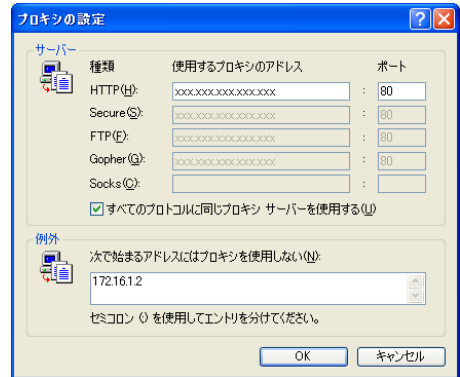 プロキシの設定
サーバー
種類 使用するプロキシのアドレス ポート
HTTP(H): xxx.xxx.xxx.xxx.xxx : 80
Secure(S): xxx.xxx.xxx.xxx.xxx : 80
FTP(F): xxx.xxx.xxx.xxx.xxx : 80
Gopher(G): xxx.xxx.xxx.xxx.xxx : 80
Socks(C): :
すべてのプロトコルに同じプロキシ サーバーを使用する(U)
例外
次で始まるアドレスにはプロキシを使用しない(N):
172.16.1.2
セミコロン () を使用してエントリを分けてください。
OK キャンセル